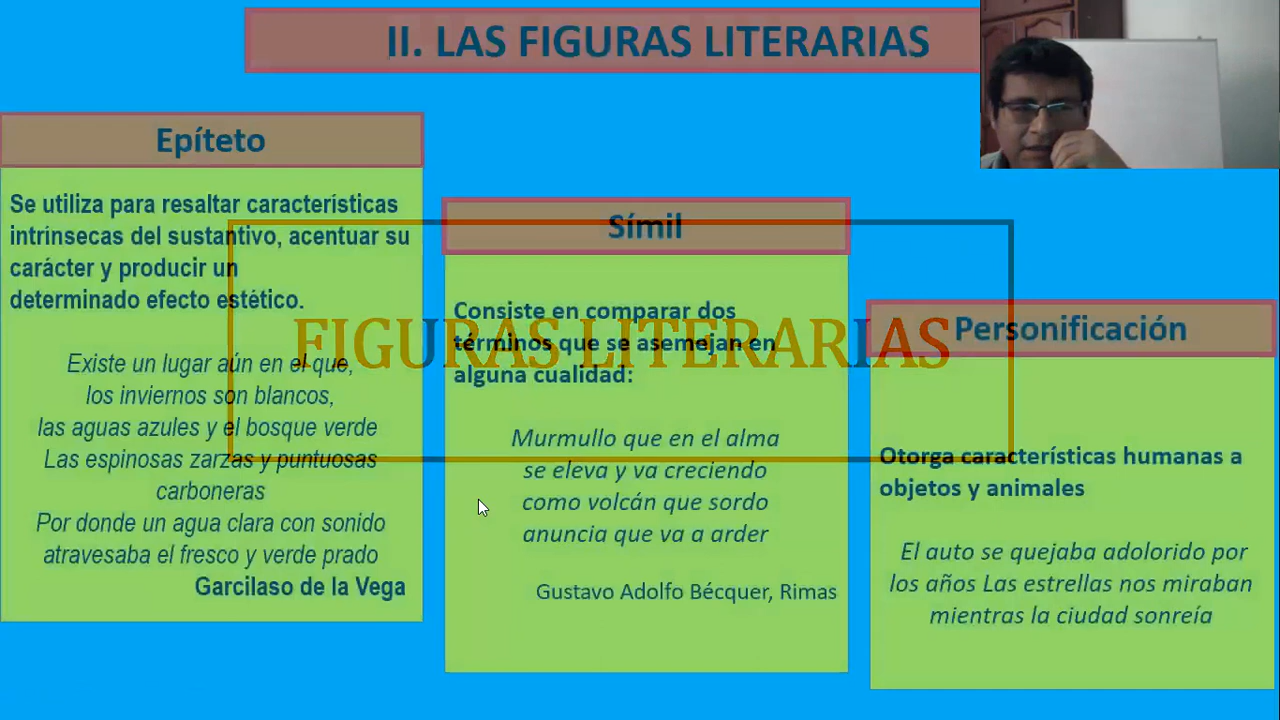 II. LAS FIGURAS LITERARIAS
Epíteto
Se utiliza para resaltar características
intrínsecas del sustantivo, acentuar su
carácter y producir un
determinado efecto estético.
Existe un lugar aún en el que,
los inviernos son blancos,
las aguas azules y el bosque verde
Las espinosas zarzas y puntuosas
carboneras
Por donde un agua clara con sonido
atravesaba el fresco y verde prado
Garcilaso de la Vega
Símil
Consiste en comparar dos
términos que se asemejan en
alguna cualidad:
Murmullo que en el alma
se eleva y va creciendo
como volcán que sordo
anuncia que va a arder
Gustavo Adolfo Bécquer, Rimas
FIGURAS LITERARIAS
Personificación
Otorga características humanas a
objetos y animales
El auto se quejaba adolorido por
los años Las estrellas nos miraban
mientras la ciudad sonreía